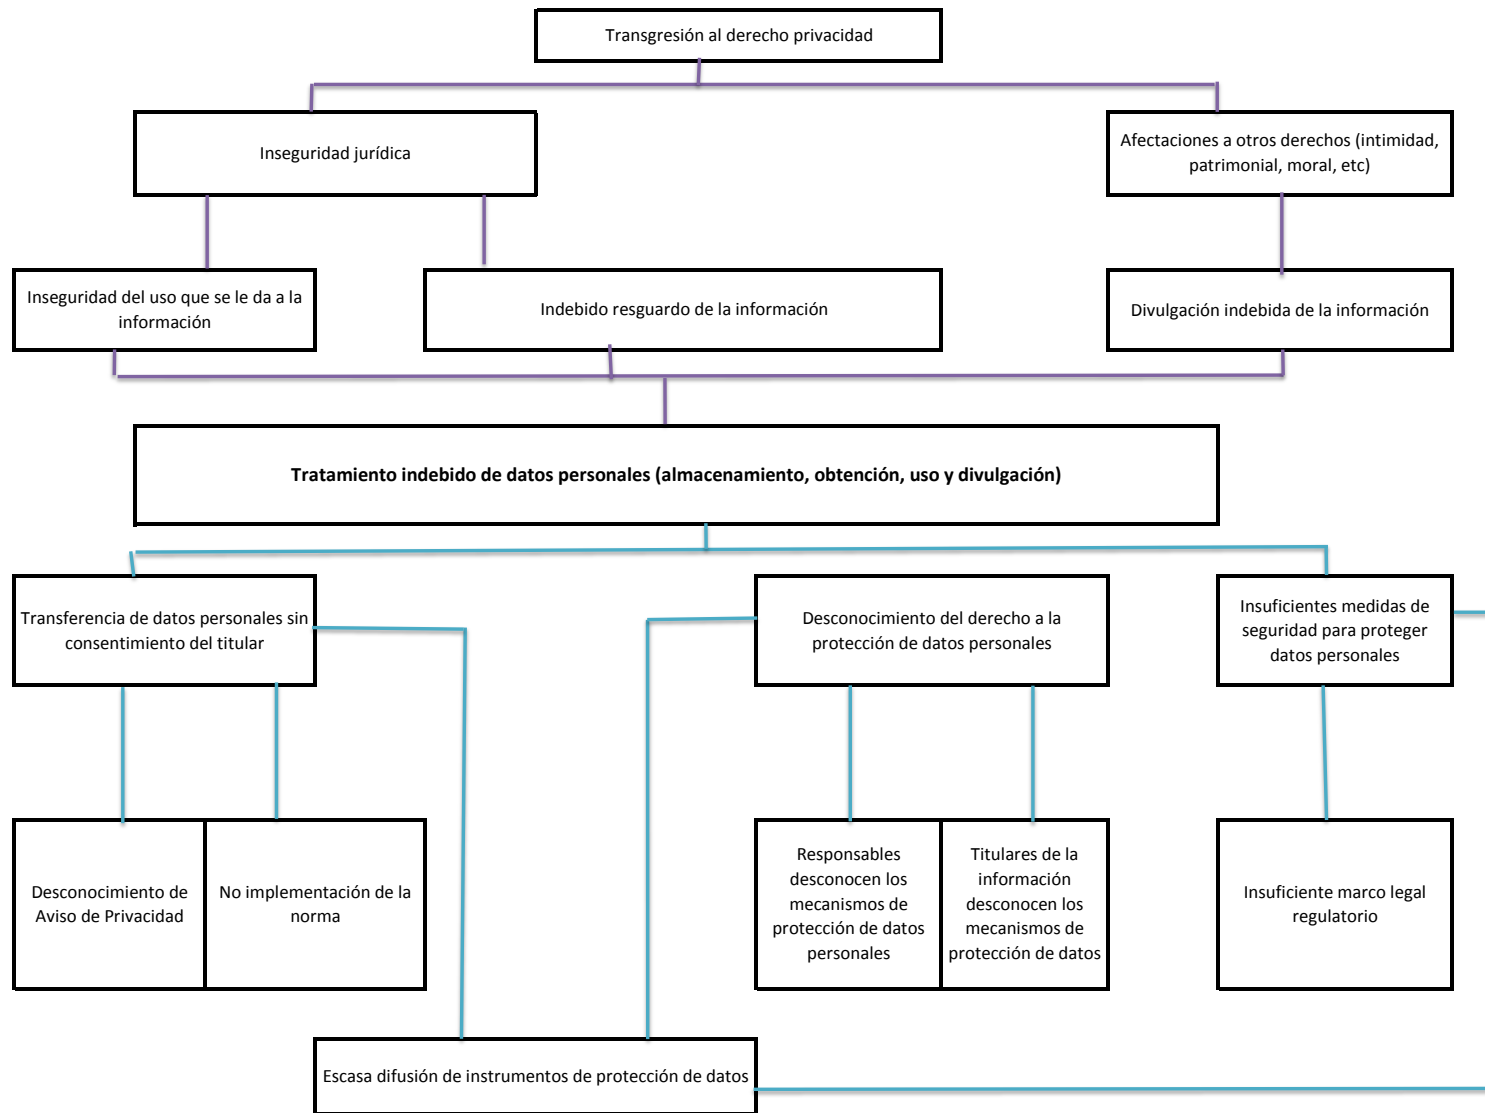 Transgresión al derecho privacidad
Inseguridad jurídica
Afectaciones a otros derechos (intimidad,
patrimonial, moral, etc)
Inseguridad del uso que se le da a la
información
Indebido resguardo de la información
Divulgación indebida de la información
Tratamiento indebido de datos personales (almacenamiento, obtención, uso y divulgación)
Transferencia de datos personales sin
consentimiento del titular
Desconocimiento del derecho a la
protección de datos personales
Insuficientes medidas de
seguridad para proteger
datos personales
Desconocimiento de
Aviso de Privacidad
No implementación de la
norma
Responsables
desconocen los
mecanismos de
protección de datos
personales
Titulares de la
información
desconocen los
mecanismos de
protección de datos
Insuficiente marco legal
regulatorio
Escasa difusión de instrumentos de protección de datos